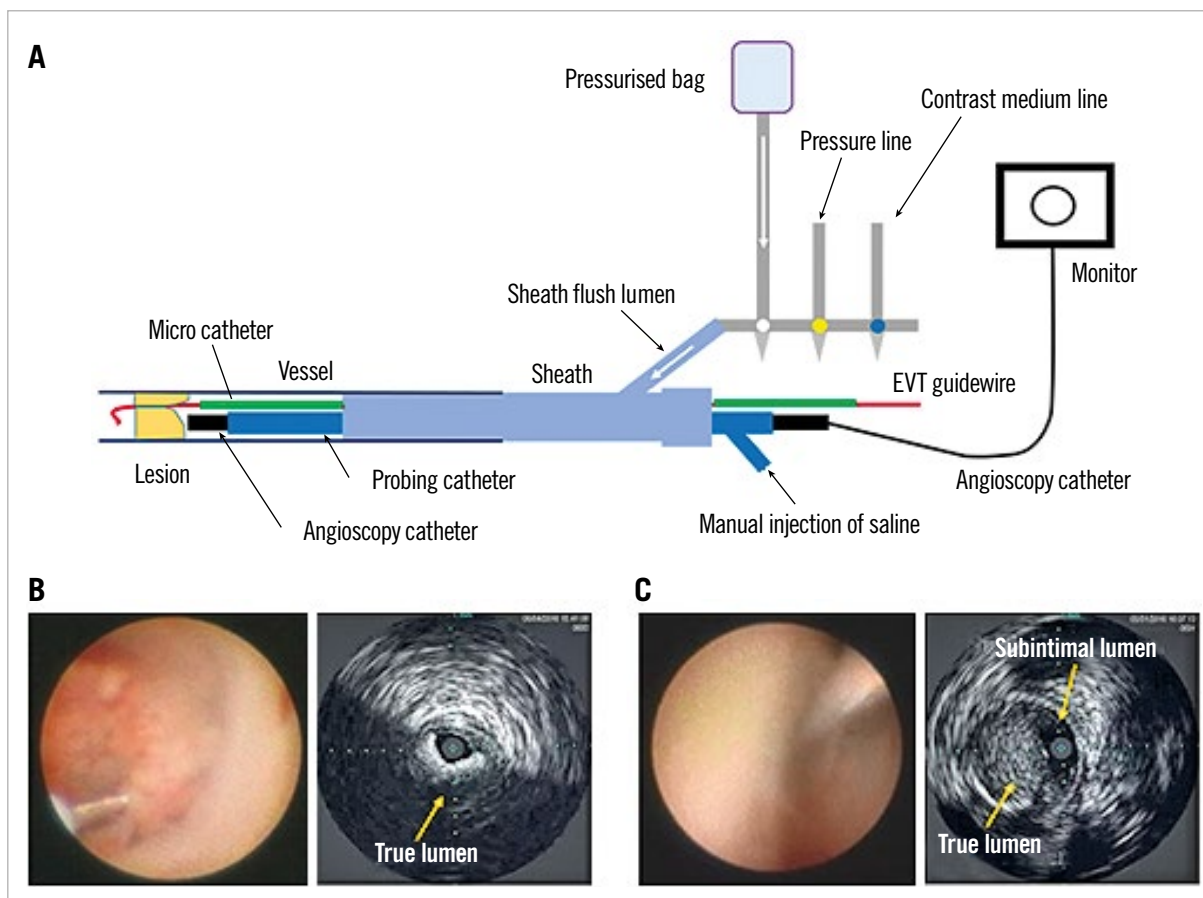 A
Pressurised bag
Contrast medium line
Pressure line
Monitor
Sheath flush lumen
Micro catheter
Vessel
Sheath
EVT guidewire
Lesion
Probing catheter
Angioscopy catheter
Angioscopy catheter
Manual injection of saline
B
C
True lumen
Subintimal lumen
True lumen